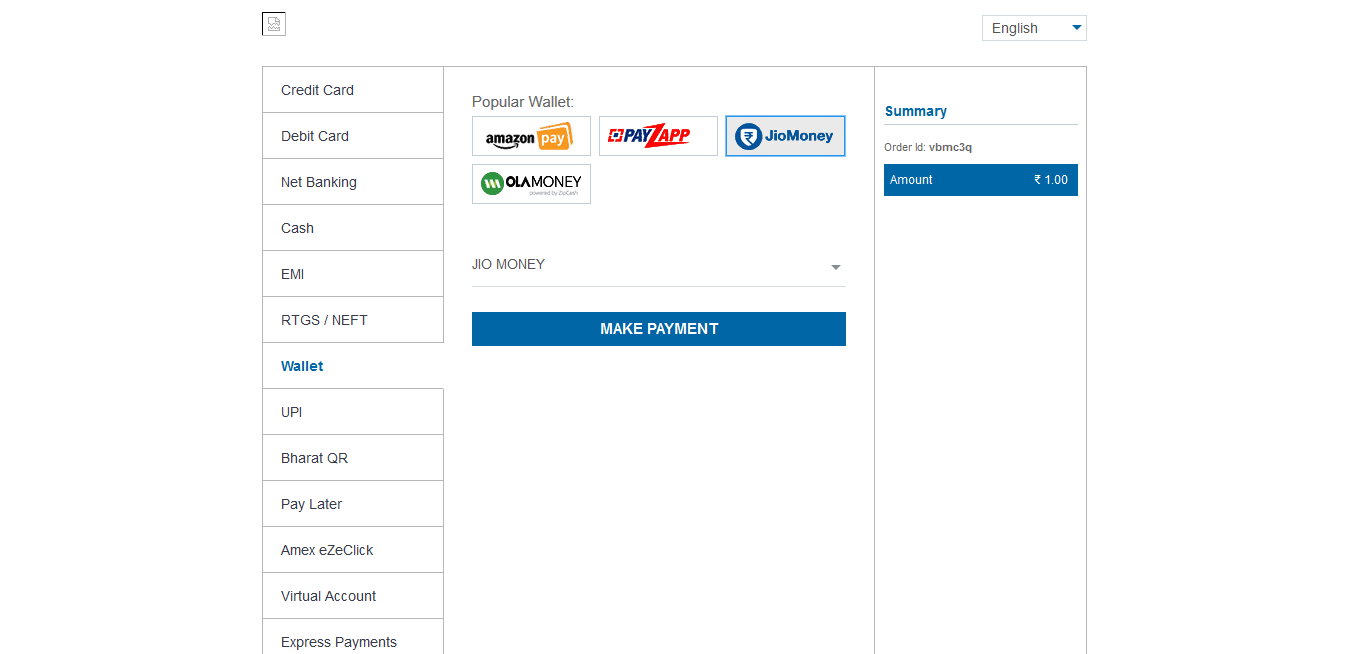 English
Credit Card
Debit Card
Net Banking
Cash
EMI
RTGS / NEFT
Wallet
UPI
Bharat QR
Pay Later
Amex eZeClick
Virtual Account
Express Payments
Popular Wallet:
amazon pay
PAYZAPP
JioMoney
OLAMONEY
powered by ZipCash
JIO MONEY
MAKE PAYMENT
Summary
Order Id: vbmc3q
Amount ₹ 1.00